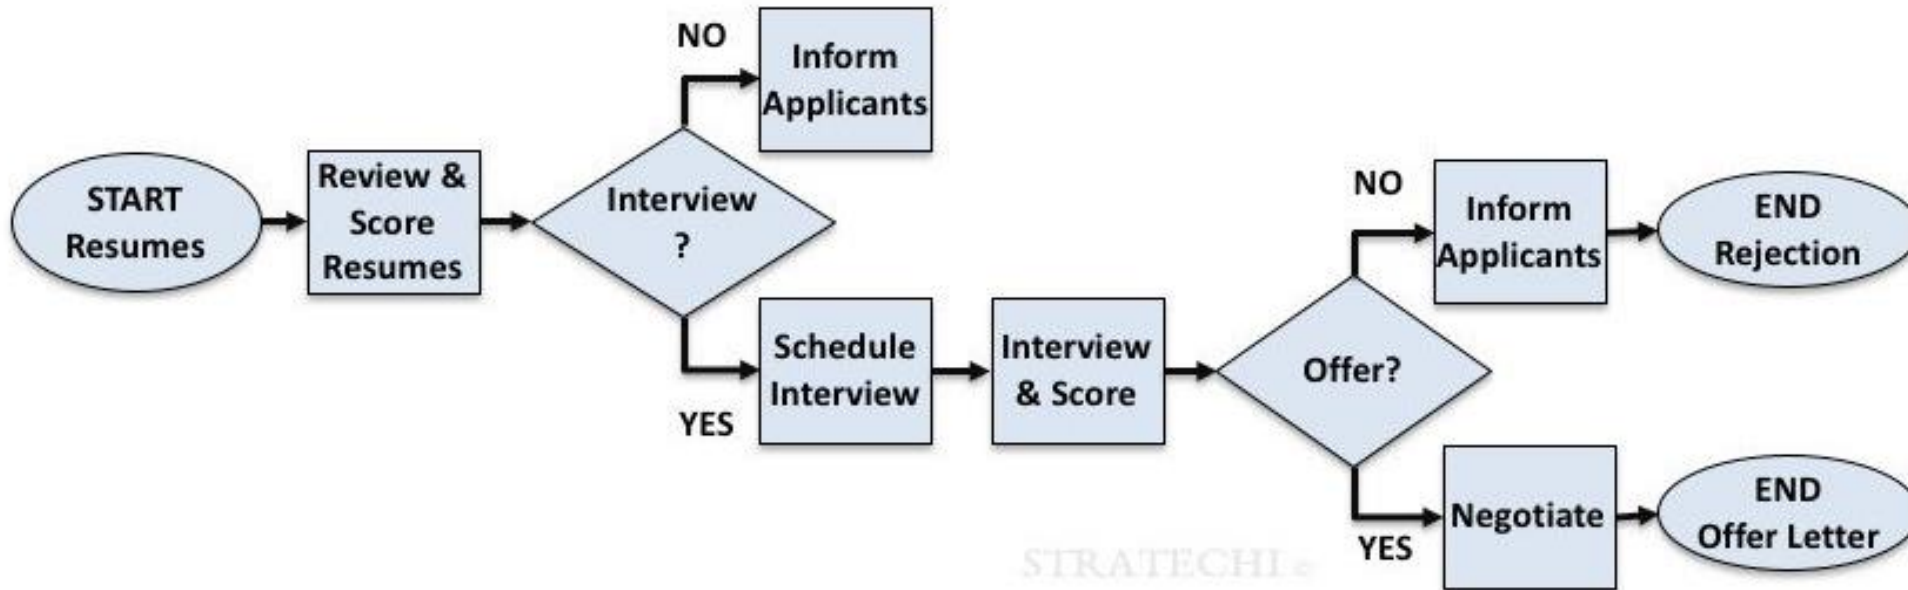 START
Resumes
Review &
Score
Resumes
Interview
?
NO
Inform
Applicants
YES
Schedule
Interview
Interview
& Score
Offer?
NO
Inform
Applicants
END
Rejection
YES
Negotiate
END
Offer Letter
STRATECHI